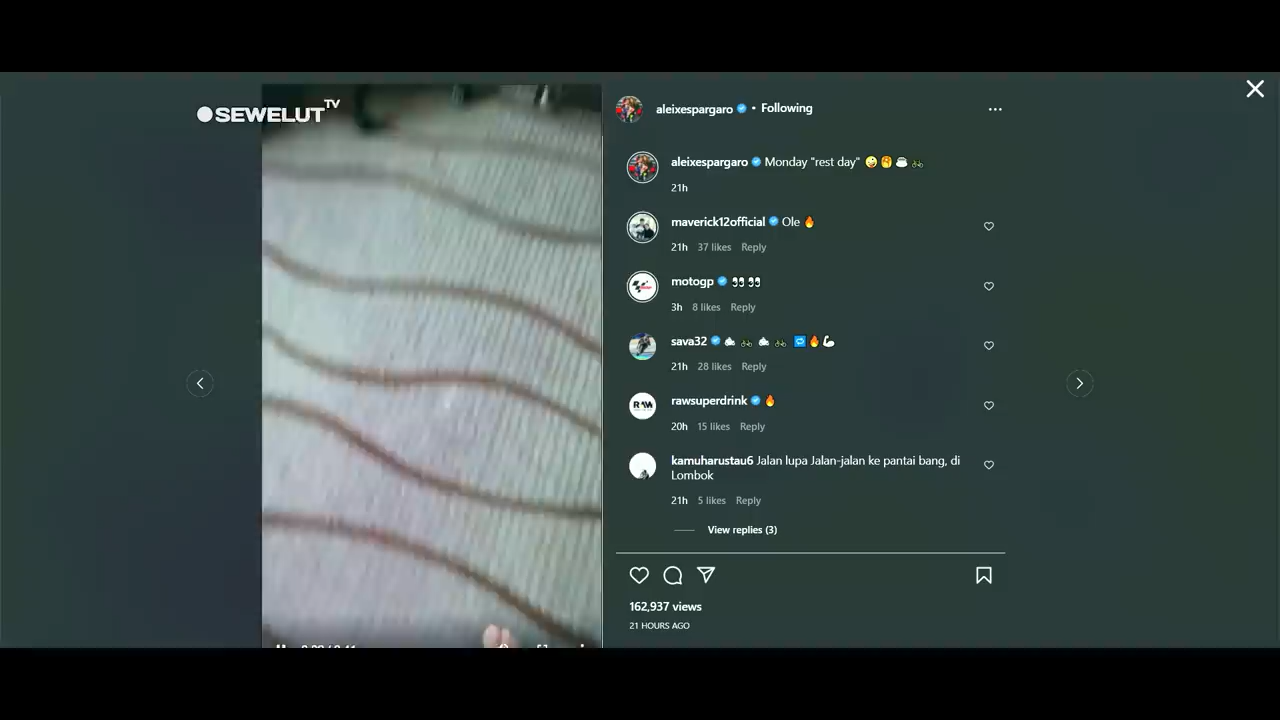 SEWELUT TV
aleixespargaro • Following
aleixespargaro Monday "rest day" 🤪✊☕🚲
21h
maverick12official Ole 🔥
21h 37 likes Reply
motogp 👀👀
3h 8 likes Reply
sava32 🏍🚲🏍🚲🔁🔥💪
21h 28 likes Reply
RAW
rawsuperdrink 🔥
20h 15 likes Reply
kamuharustau6 Jalan lupa Jalan-jalan ke pantai bang, di
Lombok
21h 5 likes Reply
View replies (3)
162,937 views
21 HOURS AGO